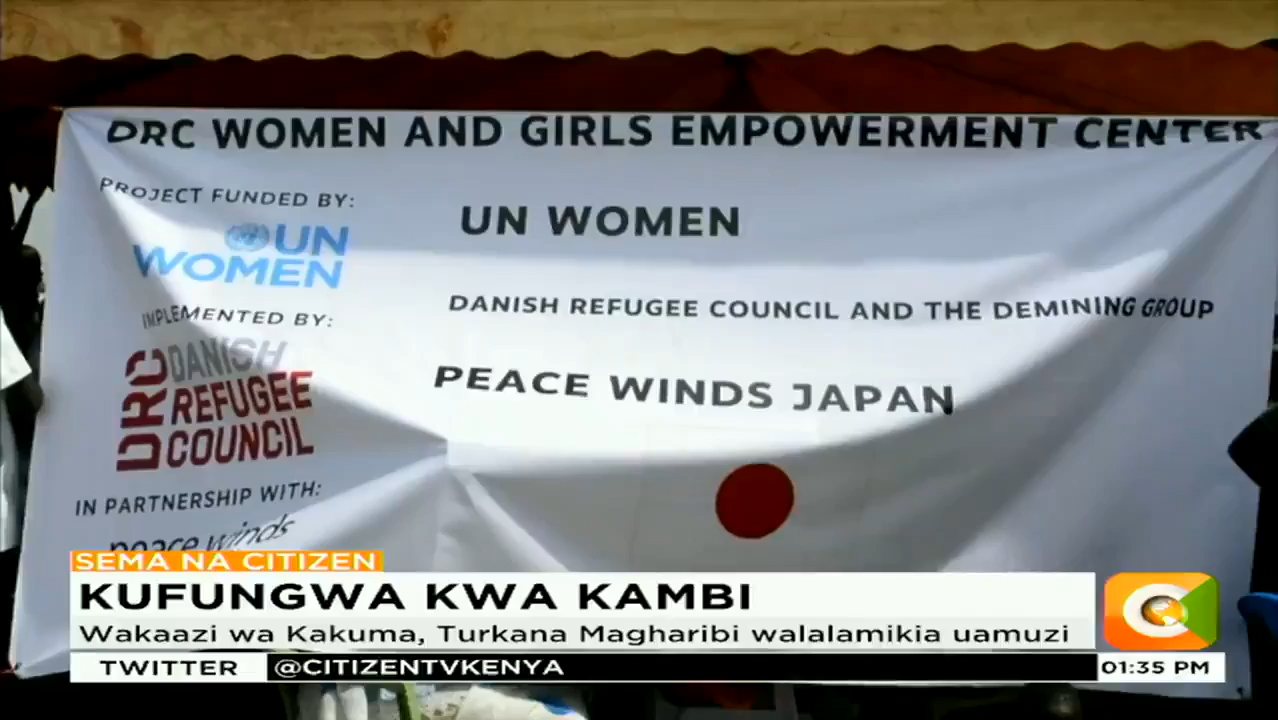 DRC WOMEN AND GIRLS EMPOWERMENT CENTER
PROJECT FUNDED BY:
UN
WOMEN
UN WOMEN
IMPLEMENTED BY:
DANISH REFUGEE COUNCIL AND THE DEMINING GROUP
DRC
DANISH
REFUGEE
COUNCIL
PEACE WINDS JAPAN
IN PARTNERSHIP WITH:
peace winds
SEMA NA CITIZEN
KUFUNGWA KWA KAMBI
Wakaazi wa Kakuma, Turkana Magharibi walalamikia uamuzi
TWITTER @CITIZENTVKENYA 01:35 PM